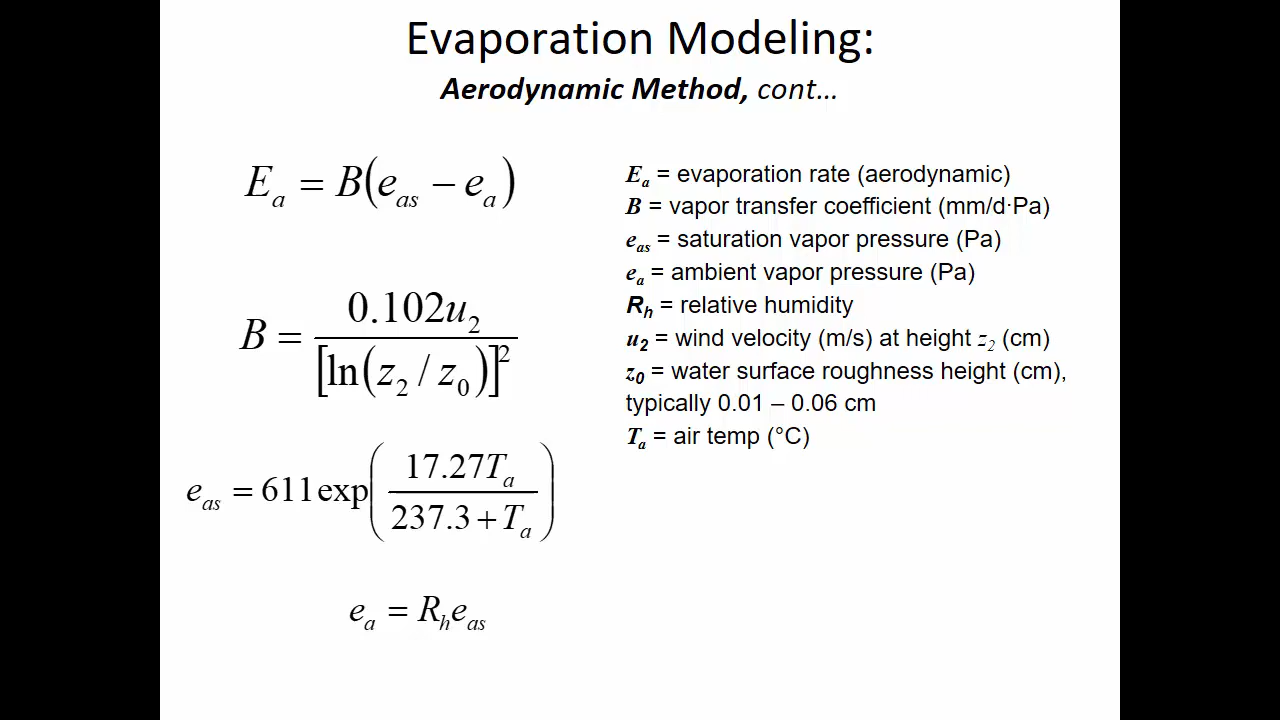 Evaporation Modeling:
Aerodynamic Method, cont…
E_a = B(e_as − e_a)
B = 0.102u_2 / [ln(z_2 / z_0)]^2
e_as = 611 exp(17.27T_a / 237.3 + T_a)
e_a = R_h e_as
E_a = evaporation rate (aerodynamic)
B = vapor transfer coefficient (mm/d·Pa)
e_as = saturation vapor pressure (Pa)
e_a = ambient vapor pressure (Pa)
R_h = relative humidity
u_2 = wind velocity (m/s) at height z_2 (cm)
z_0 = water surface roughness height (cm),
typically 0.01 – 0.06 cm
T_a = air temp (°C)